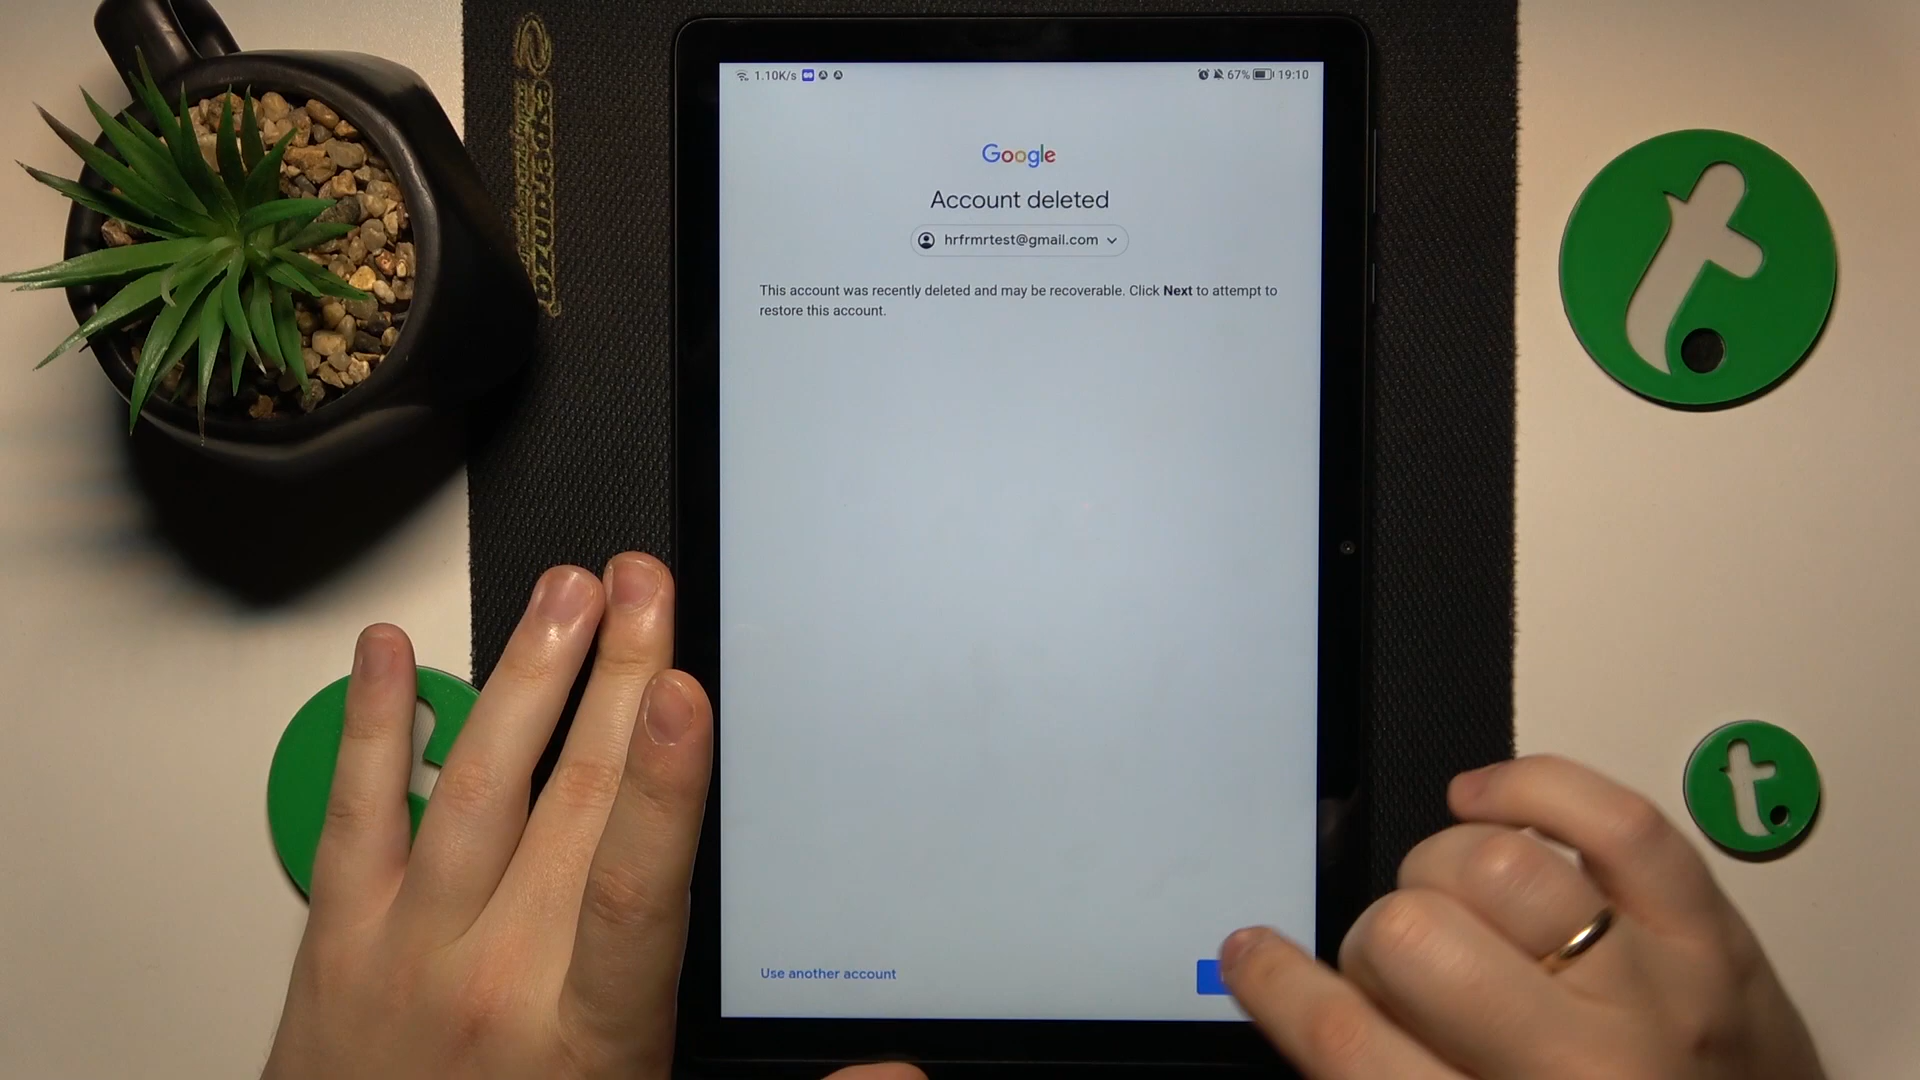 1.10K/s
67% 19:10
Google
Account deleted
hrfrmrtest@gmail.com
This account was recently deleted and may be recoverable. Click Next to attempt to
restore this account.
Use another account
esperanza
t.
t.